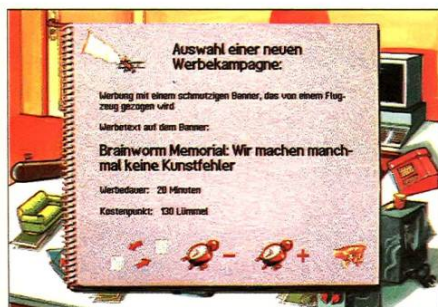 Auswahl einer neuen
Werbekampagne:
Werbung mit einem schmutzigen Banner, das von einem Flug-
zeug gezogen wird
Werbetext auf dem Banner:
Brainworm Memorial: Wir machen manch-
mal keine Kunstfehler
Werbedauer: 20 Minuten
Kostenpunkt: 130 Lümmel
- +